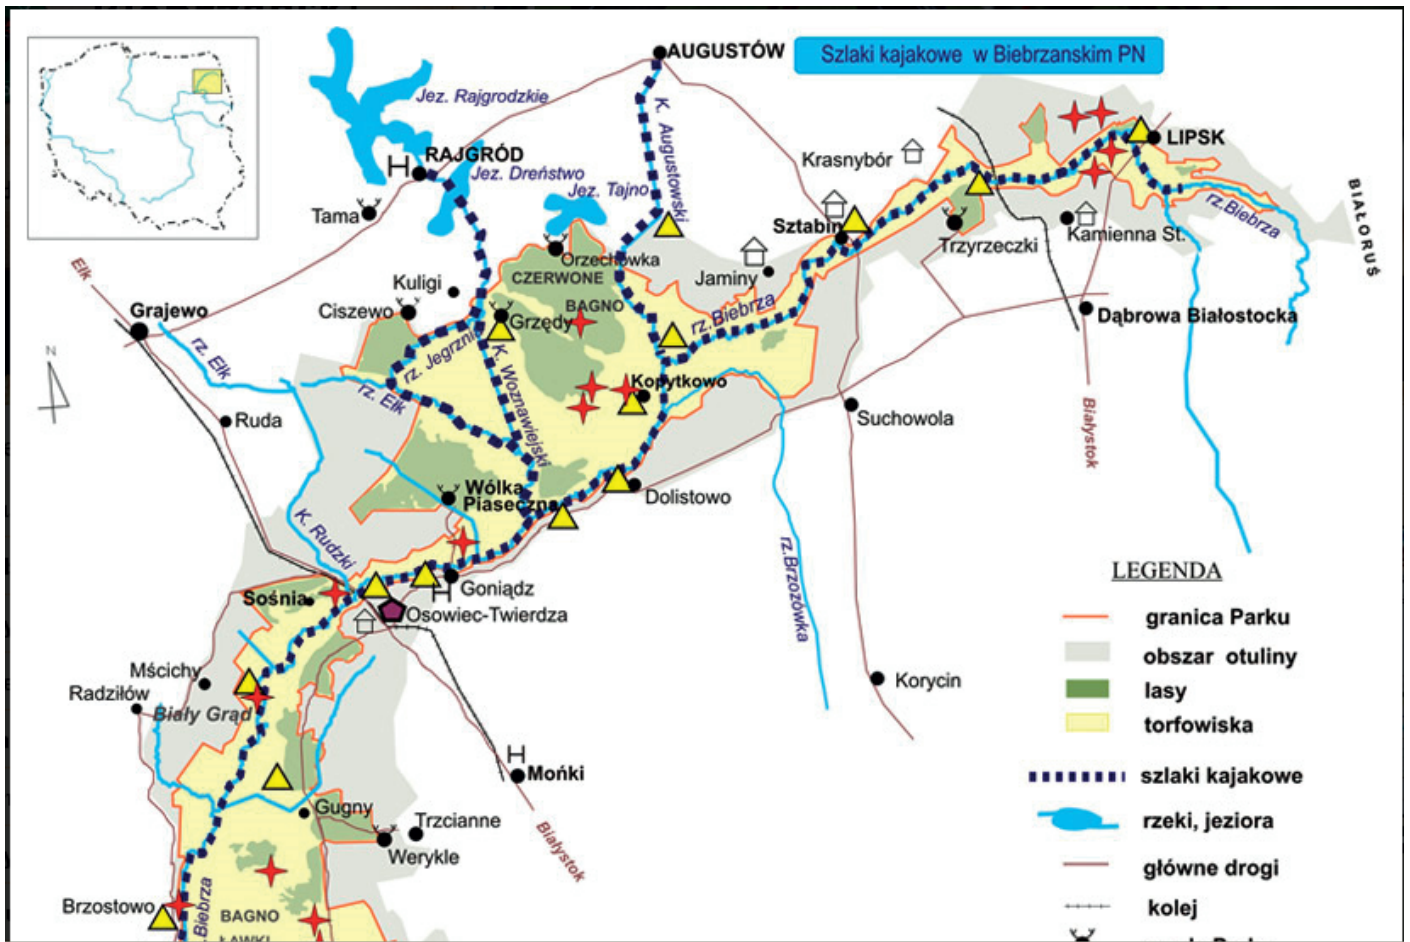 Szlaki kajakowe w Biebrzanskim PN
AUGUSTÓW
Jez. Rajgrodzkie
K. Augustowski
RAJGRÓD
Jez. Dreństwo
Jez. Tajno
Krasnybór
LIPSK
Tama
Sztabin
Trzyrzeczki
Kamienna St.
rz.Biebrza
BIAŁORUŚ
Orzechówka
CZERWONE
BAGNO
Jaminy
Ełk
Kuligi
Ciszewo
Grajewo
Grzędy
rz.Biebrza
Dąbrowa Białostocka
N
rz. Ełk
rz. Jegrznia
rz. Ełk
K. Woznawiejski
Kopytkowo
Ruda
Suchowola
Białystok
Wólka
Piaseczna
Dolistowo
K. Rudzki
rz.Brzozówka
Goniądz
Sośnia
Osowiec-Twierdza
Mścichy
Radziłów
Biały Grąd
Korycin
Mońki
Gugny
Trzcianne
Werykle
Białystok
Brzostowo
.Biebrza
BAGNO
ŁAWKI
LEGENDA
granica Parku
obszar otuliny
lasy
torfowiska
szlaki kajakowe
rzeki, jeziora
główne drogi
kolej